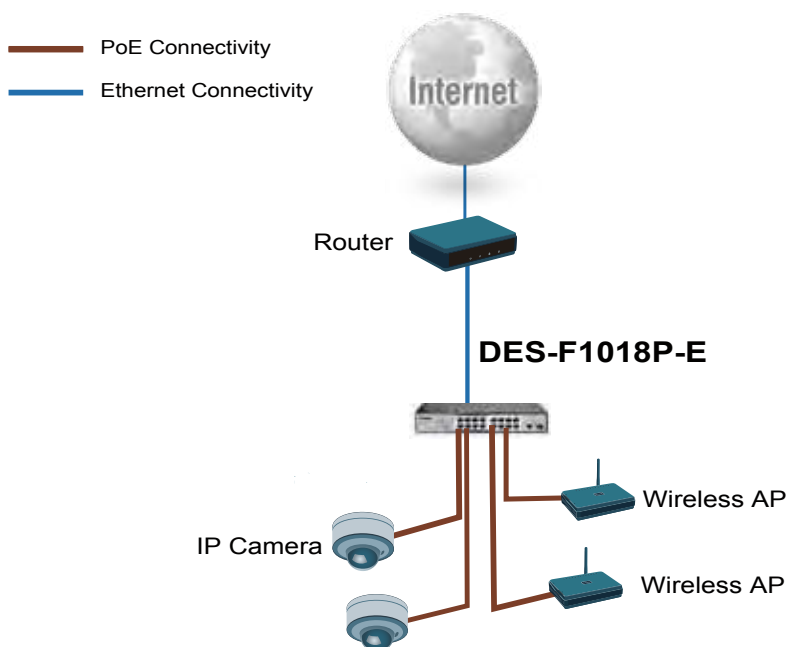 PoE Connectivity
Ethernet Connectivity
Internet
Router
DES-F1018P-E
Wireless AP
IP Camera
Wireless AP